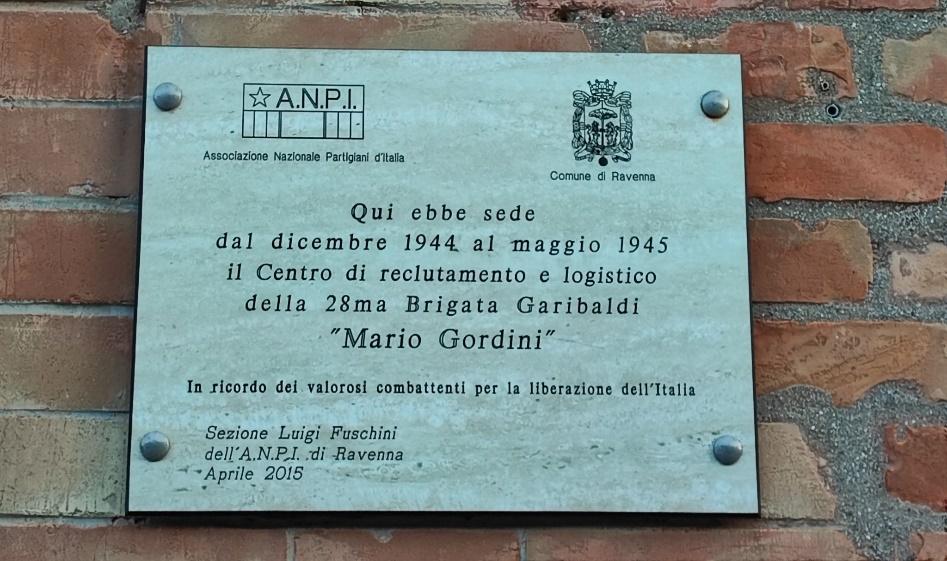 A.N.P.I.
Associazione Nazionale Partigiani d'Italia
Comune di Ravenna
Qui ebbe sede
dal dicembre 1944 al maggio 1945
il Centro di reclutamento e logistico
della 28ma Brigata Garibaldi
"Mario Gordini"
In ricordo dei valorosi combattenti per la liberazione dell'Italia
Sezione Luigi Fuschini
dell'A.N.P.I. di Ravenna
Aprile 2015